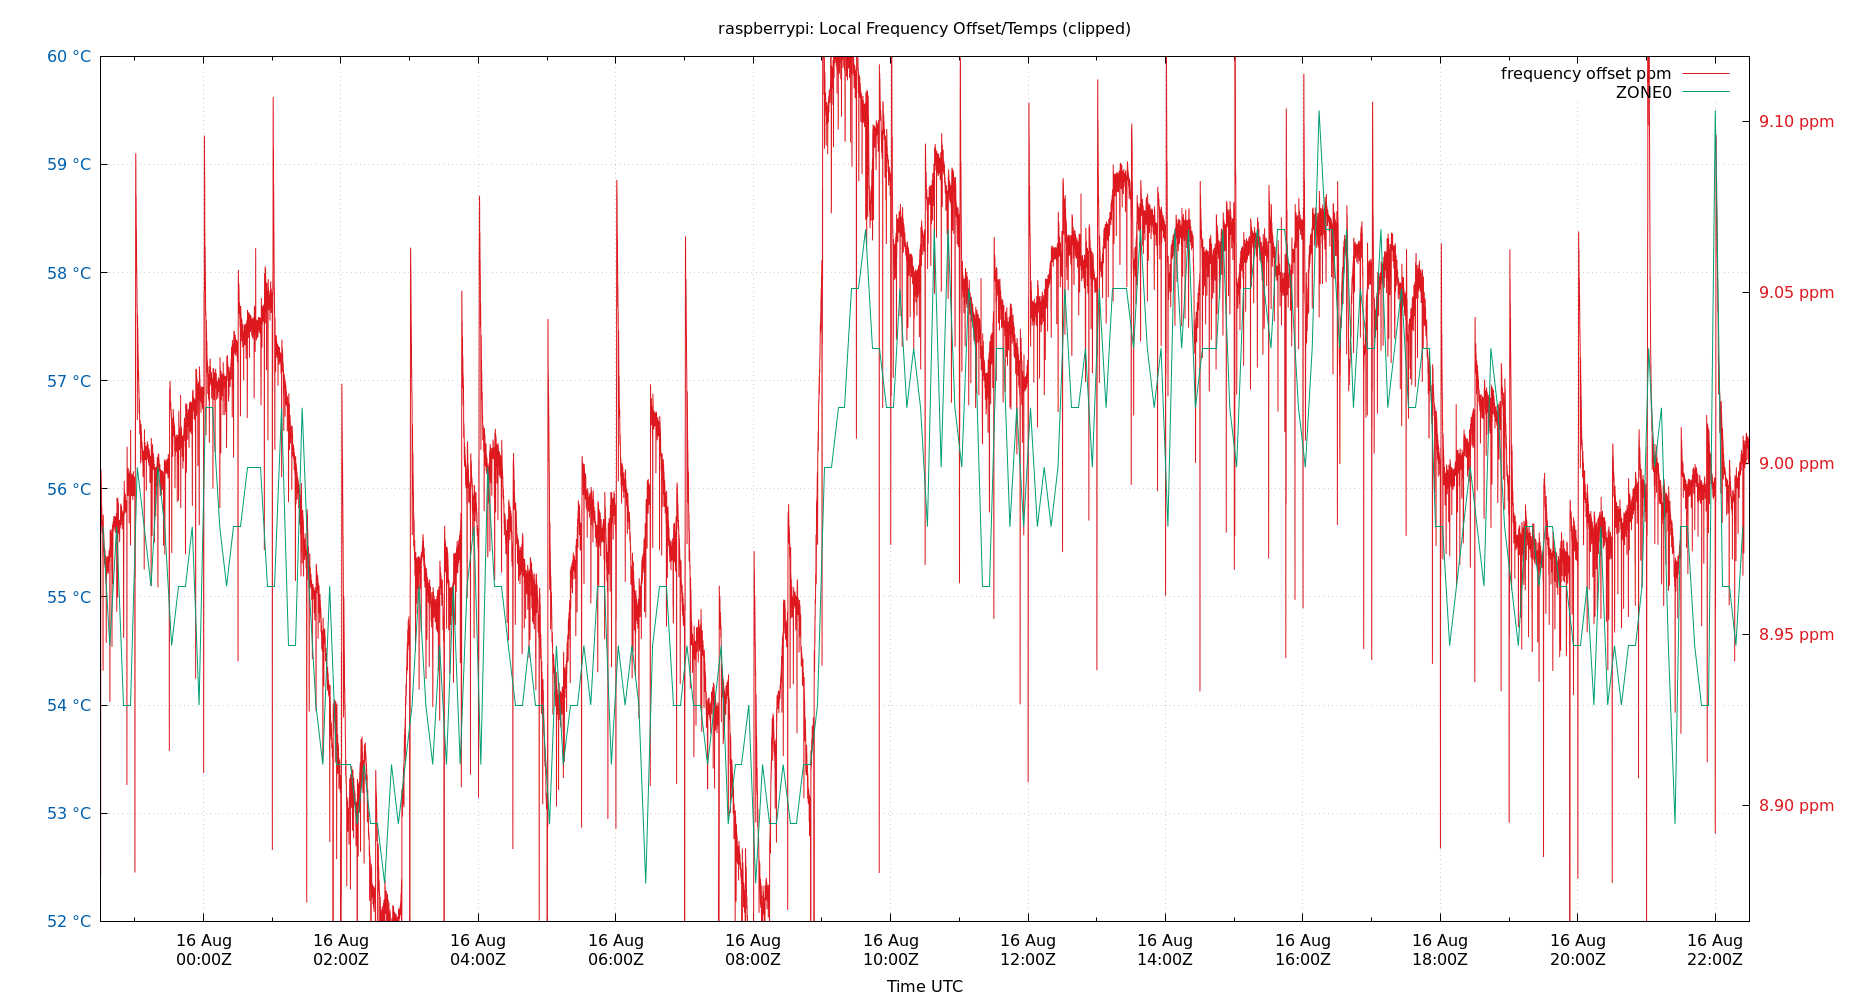 raspberrypi: Local Frequency Offset/Temps (clipped)
60 °C
59 °C
58 °C
57 °C
56 °C
55 °C
54 °C
53 °C
52 °C
frequency offset ppm
ZONE0
9.10 ppm
9.05 ppm
9.00 ppm
8.95 ppm
8.90 ppm
16 Aug 16 Aug 16 Aug 16 Aug 16 Aug 16 Aug 16 Aug 16 Aug 16 Aug 16 Aug 16 Aug 16 Aug
00:00Z 02:00Z 04:00Z 06:00Z 08:00Z 10:00Z 12:00Z 14:00Z 16:00Z 18:00Z 20:00Z 22:00Z
Time UTC